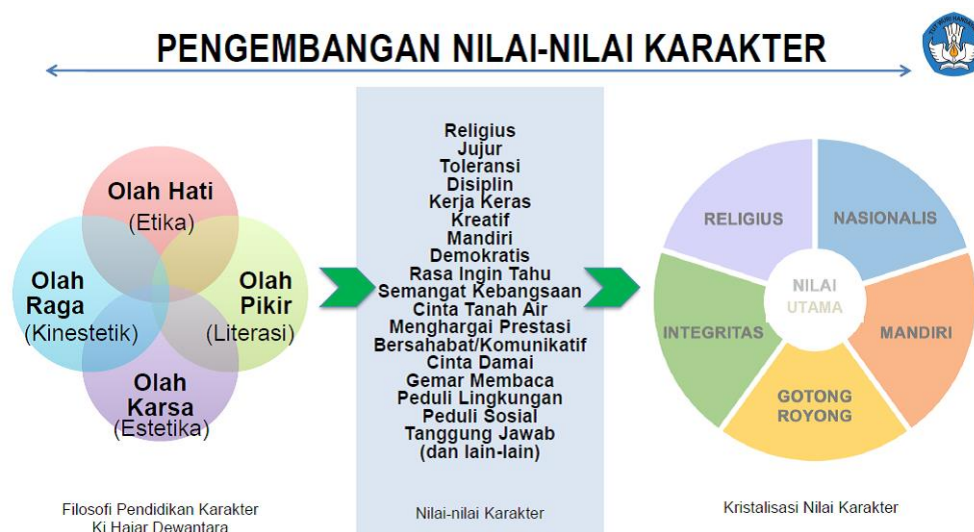 PENGEMBANGAN NILAI-NILAI KARAKTER
TUT WURI HANDAYANI
Olah Hati
(Etika)
Olah
Raga
(Kinestetik)
Olah
Pikir
(Literasi)
Olah
Karsa
(Estetika)
Filosofi Pendidikan Karakter
Ki Hajar Dewantara
Religius
Jujur
Toleransi
Disiplin
Kerja Keras
Kreatif
Mandiri
Demokratis
Rasa Ingin Tahu
Semangat Kebangsaan
Cinta Tanah Air
Menghargai Prestasi
Bersahabat/Komunikatif
Cinta Damai
Gemar Membaca
Peduli Lingkungan
Peduli Sosial
Tanggung Jawab
(dan lain-lain)
Nilai-nilai Karakter
RELIGIUS
NASIONALIS
NILAI
UTAMA
INTEGRITAS
MANDIRI
GOTONG
ROYONG
Kristalisasi Nilai Karakter